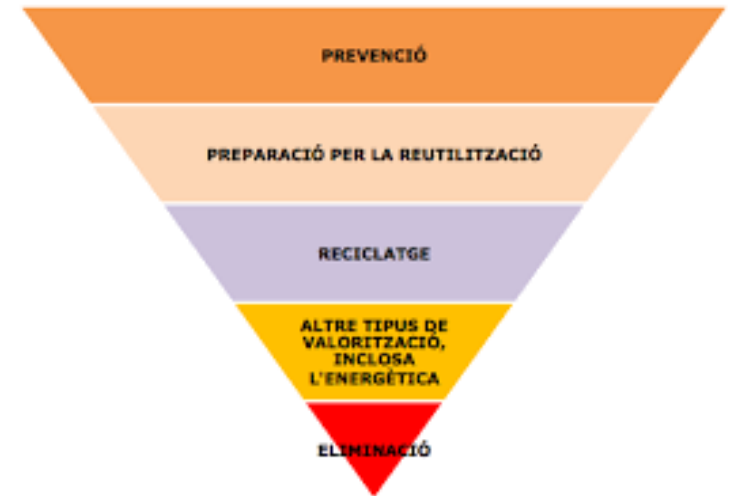 PREVENCIÓ
PREPARACIÓ PER LA REUTILITZACIÓ
RECICLATGE
ALTRE TIPUS DE
VALORITZACIÓ,
INCLOSA
L'ENERGÈTICA
ELIMINACIÓ